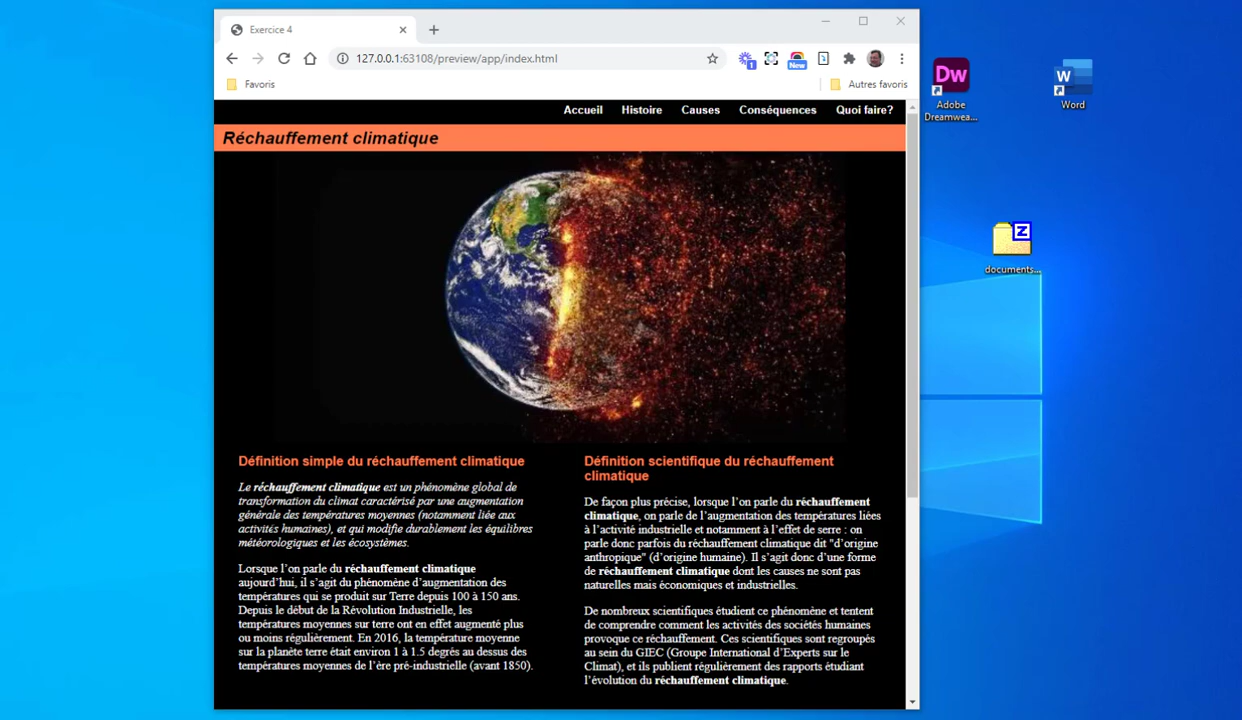 Exercice 4
127.0.0.1:63108/preview/app/index.html
1
New
Favoris
Autres favoris
Accueil Histoire Causes Conséquences Quoi faire?
Réchauffement climatique
Définition simple du réchauffement climatique
Le réchauffement climatique est un phénomène global de
transformation du climat caractérisé par une augmentation
générale des températures moyennes (notamment liée aux
activités humaines), et qui modifie durablement les équilibres
météorologiques et les écosystèmes.
Lorsque l’on parle du réchauffement climatique
aujourd’hui, il s’agit du phénomène d’augmentation des
températures qui se produit sur Terre depuis 100 à 150 ans.
Depuis le début de la Révolution Industrielle, les
températures moyennes sur terre ont en effet augmenté plus
ou moins régulièrement. En 2016, la température moyenne
sur la planète terre était environ 1 à 1.5 degrés au dessus des
températures moyennes de l’ère pré-industrielle (avant 1850).
Définition scientifique du réchauffement
climatique
De façon plus précise, lorsque l’on parle du réchauffement
climatique, on parle de l’augmentation des températures liées
à l’activité industrielle et notamment à l’effet de serre : on
parle donc parfois du réchauffement climatique dit "d’origine
anthropique" (d’origine humaine). Il s’agit donc d’une forme
de réchauffement climatique dont les causes ne sont pas
naturelles mais économiques et industrielles.
De nombreux scientifiques étudient ce phénomène et tentent
de comprendre comment les activités des sociétés humaines
provoque ce réchauffement. Ces scientifiques sont regroupés
au sein du GIEC (Groupe International d’Experts sur le
Climat), et ils publient régulièrement des rapports étudiant
l’évolution du réchauffement climatique.
Dw
Adobe
Dreamwea...
W
Word
Z
documents...